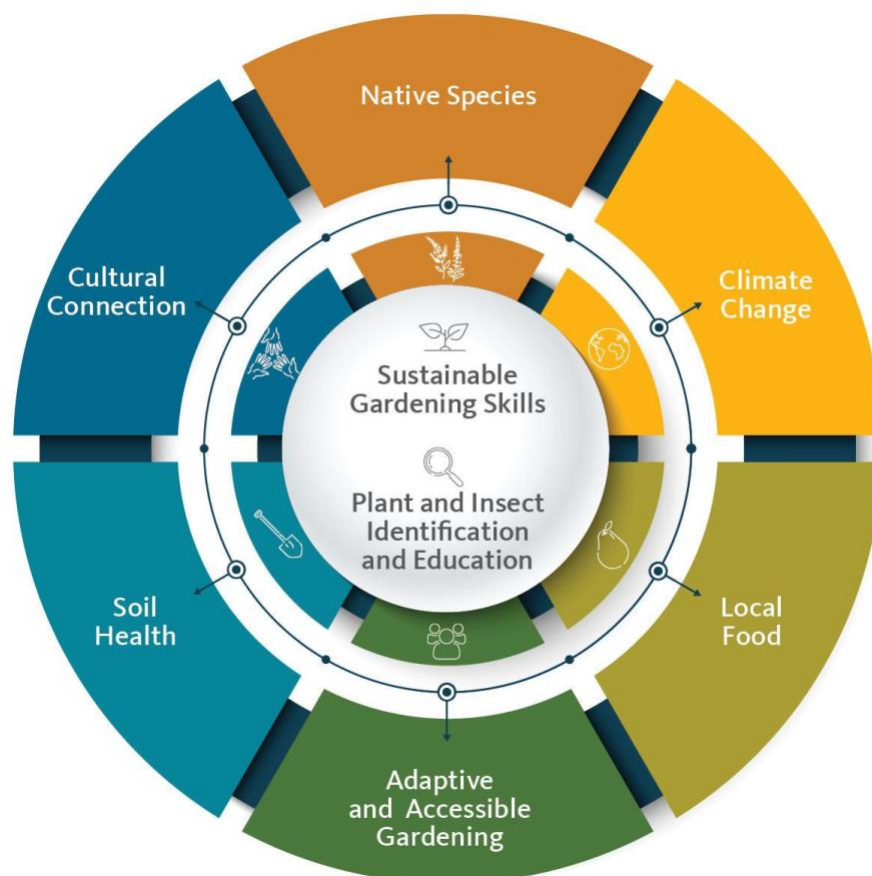 Native Species
Climate
Change
Local
Food
Adaptive
and Accessible
Gardening
Soil
Health
Cultural
Connection
Sustainable
Gardening Skills
Plant and Insect
Identification
and Education